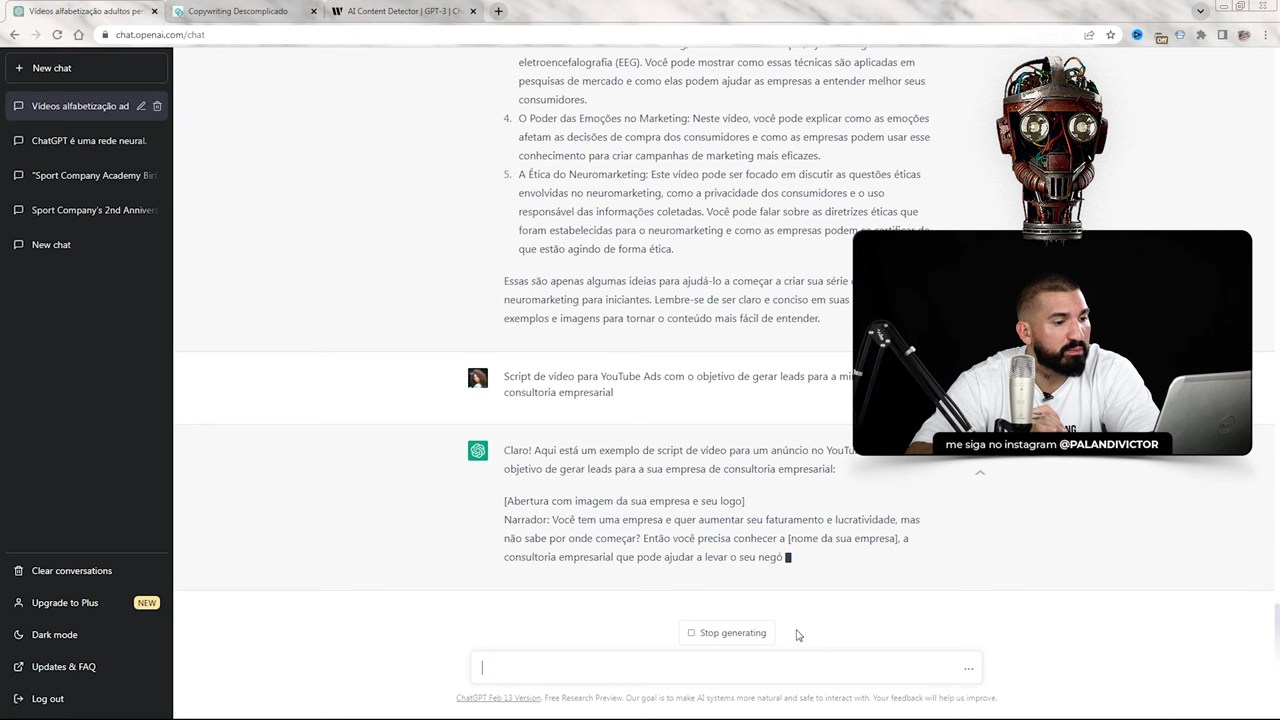 Vídeos alfabetização adultos pe
Copywriting Descomplicado
AI Content Detector | GPT-3 | Ch
chat.openai.com/chat
Off
New chat
Vídeos alfabetização ad
ChatGPT é uma rede neural.
"Sport Company Academy Birt
Sport Company's 2nd Annivers
New chat
Clear conversations
Upgrade to Plus NEW
Dark mode
Updates & FAQ
Log out
eletroencefalografia (EEG). Você pode mostrar como essas técnicas são aplicadas em
pesquisas de mercado e como elas podem ajudar as empresas a entender melhor seus
consumidores.
4. O Poder das Emoções no Marketing: Neste vídeo, você pode explicar como as emoções
afetam as decisões de compra dos consumidores e como as empresas podem usar esse
conhecimento para criar campanhas de marketing mais eficazes.
5. A Ética do Neuromarketing: Este vídeo pode ser focado em discutir as questões éticas
envolvidas no neuromarketing, como a privacidade dos consumidores e o uso
responsável das informações coletadas. Você pode falar sobre as diretrizes éticas que
foram estabelecidas para o neuromarketing e como as empresas podem se certificar de
que estão agindo de forma ética.
Essas são apenas algumas ideias para ajudá-lo a começar a criar sua série
neuromarketing para iniciantes. Lembre-se de ser claro e conciso em suas
exemplos e imagens para tornar o conteúdo mais fácil de entender.
Script de vídeo para YouTube Ads com o objetivo de gerar leads para a mi
consultoria empresarial
Claro! Aqui está um exemplo de script de vídeo para um anúncio no YouTu
objetivo de gerar leads para a sua empresa de consultoria empresarial:
[Abertura com imagem da sua empresa e seu logo]
Narrador: Você tem uma empresa e quer aumentar seu faturamento e lucratividade, mas
não sabe por onde começar? Então você precisa conhecer a [nome da sua empresa], a
consultoria empresarial que pode ajudar a levar o seu negó
Stop generating
ChatGPT Feb 13 Version. Free Research Preview. Our goal is to make AI systems more natural and safe to interact with. Your feedback will help us improve.
me siga no instagram @PALANDIVICTOR